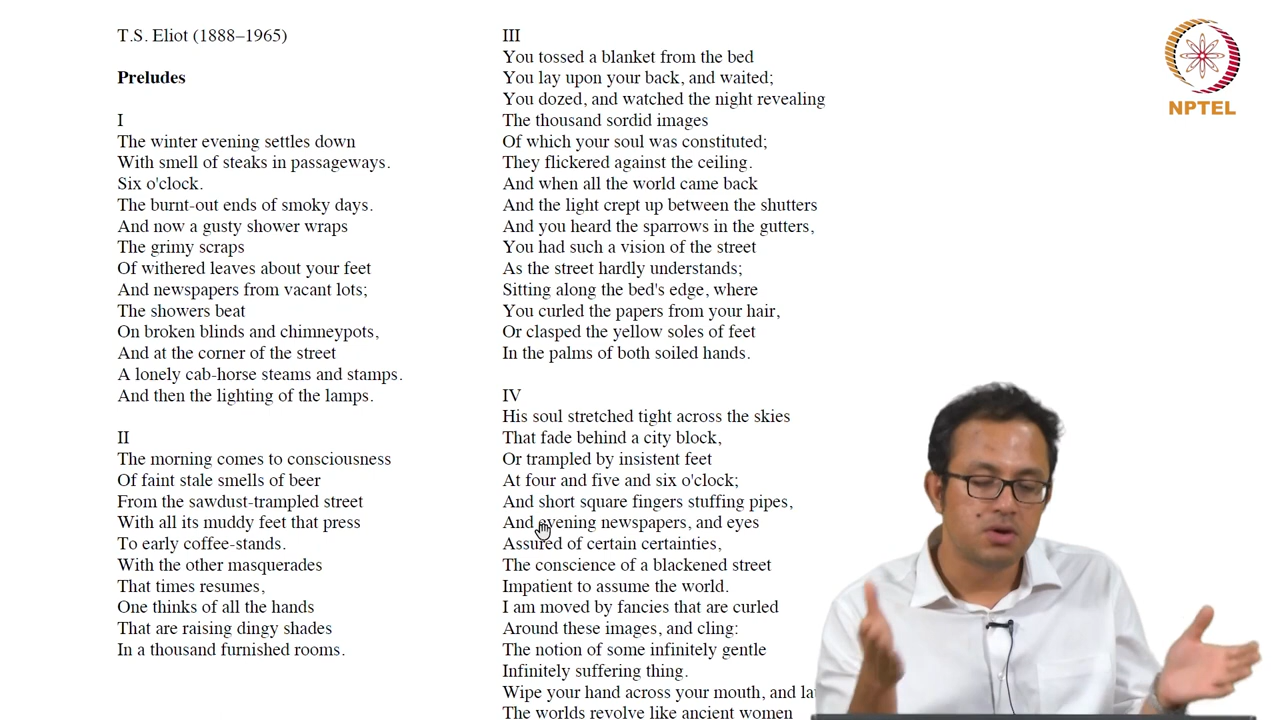 T.S. Eliot (1888–1965)
Preludes
I
The winter evening settles down
With smell of steaks in passageways.
Six o'clock.
The burnt-out ends of smoky days.
And now a gusty shower wraps
The grimy scraps
Of withered leaves about your feet
And newspapers from vacant lots;
The showers beat
On broken blinds and chimneypots,
And at the corner of the street
A lonely cab-horse steams and stamps.
And then the lighting of the lamps.
II
The morning comes to consciousness
Of faint stale smells of beer
From the sawdust-trampled street
With all its muddy feet that press
To early coffee-stands.
With the other masquerades
That times resumes,
One thinks of all the hands
That are raising dingy shades
In a thousand furnished rooms.
III
You tossed a blanket from the bed
You lay upon your back, and waited;
You dozed, and watched the night revealing
The thousand sordid images
Of which your soul was constituted;
They flickered against the ceiling.
And when all the world came back
And the light crept up between the shutters
And you heard the sparrows in the gutters,
You had such a vision of the street
As the street hardly understands;
Sitting along the bed's edge, where
You curled the papers from your hair,
Or clasped the yellow soles of feet
In the palms of both soiled hands.
IV
His soul stretched tight across the skies
That fade behind a city block,
Or trampled by insistent feet
At four and five and six o'clock;
And short square fingers stuffing pipes,
And evening newspapers, and eyes
Assured of certain certainties,
The conscience of a blackened street
Impatient to assume the world.
I am moved by fancies that are curled
Around these images, and cling:
The notion of some infinitely gentle
Infinitely suffering thing.
Wipe your hand across your mouth, and
The worlds revolve like ancient women
NPTEL